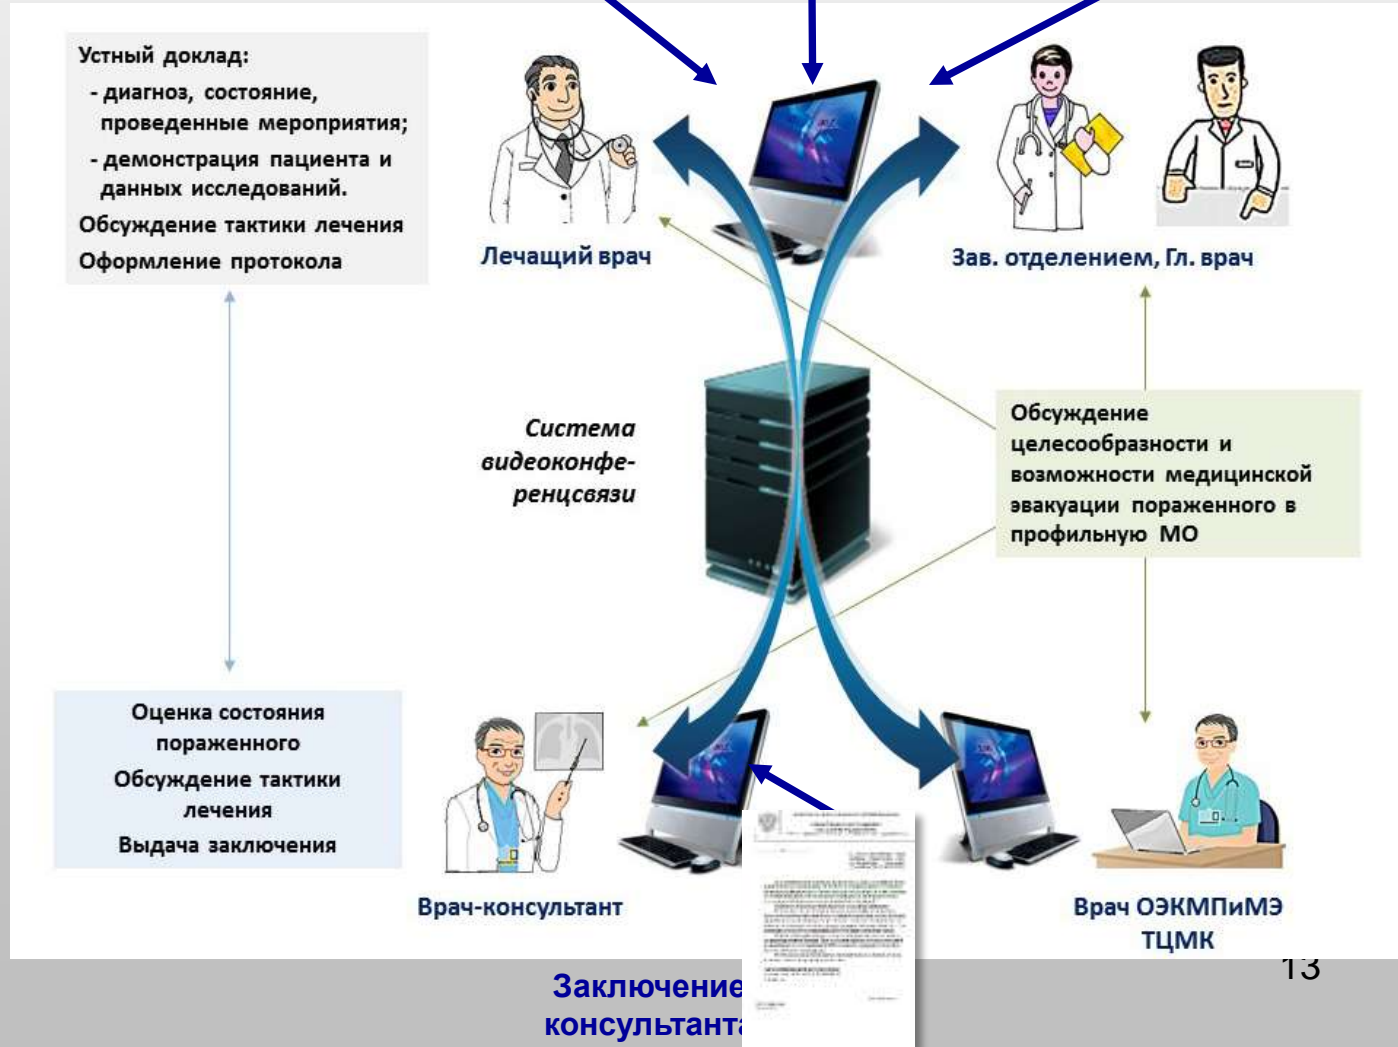 Устный доклад:
- диагноз, состояние,
проведенные мероприятия;
- демонстрация пациента и
данных исследований.
Обсуждение тактики лечения
Оформление протокола
Лечащий врач
Зав. отделением, Гл. врач
Система
видеоконфе-
ренцсвязи
Обсуждение
целесообразности и
возможности медицинской
эвакуации пораженного в
профильную МО
Оценка состояния
пораженного
Обсуждение тактики
лечения
Выдача заключения
Врач-консультант
Врач ОЭКМПиМЭ
ТЦМК
Заключение
консультанта
13